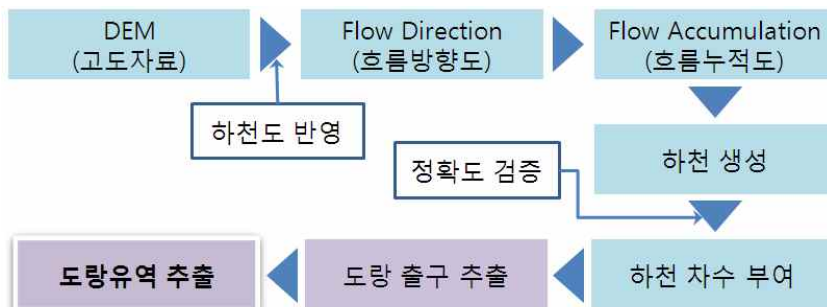 DEM
(고도자료)
Flow Direction
(흐름방향도)
Flow Accumulation
(흐름누적도)
하천도 반영
하천 생성
정확도 검증
하천 차수 부여
도랑 출구 추출
도랑유역 추출